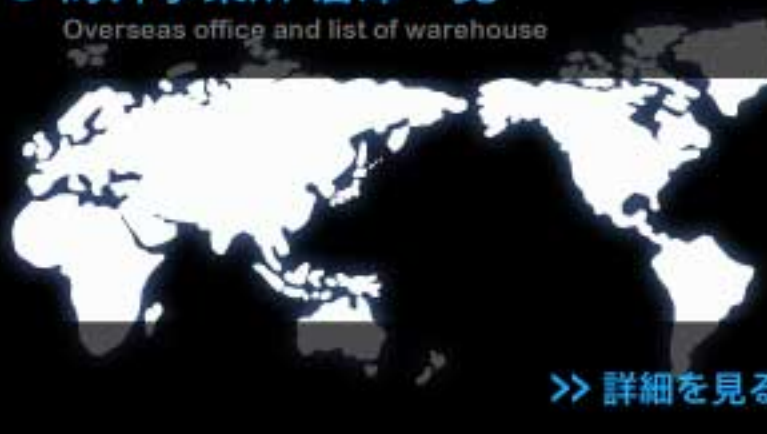 Overseas office and list of warehouse
>> 詳細を見る